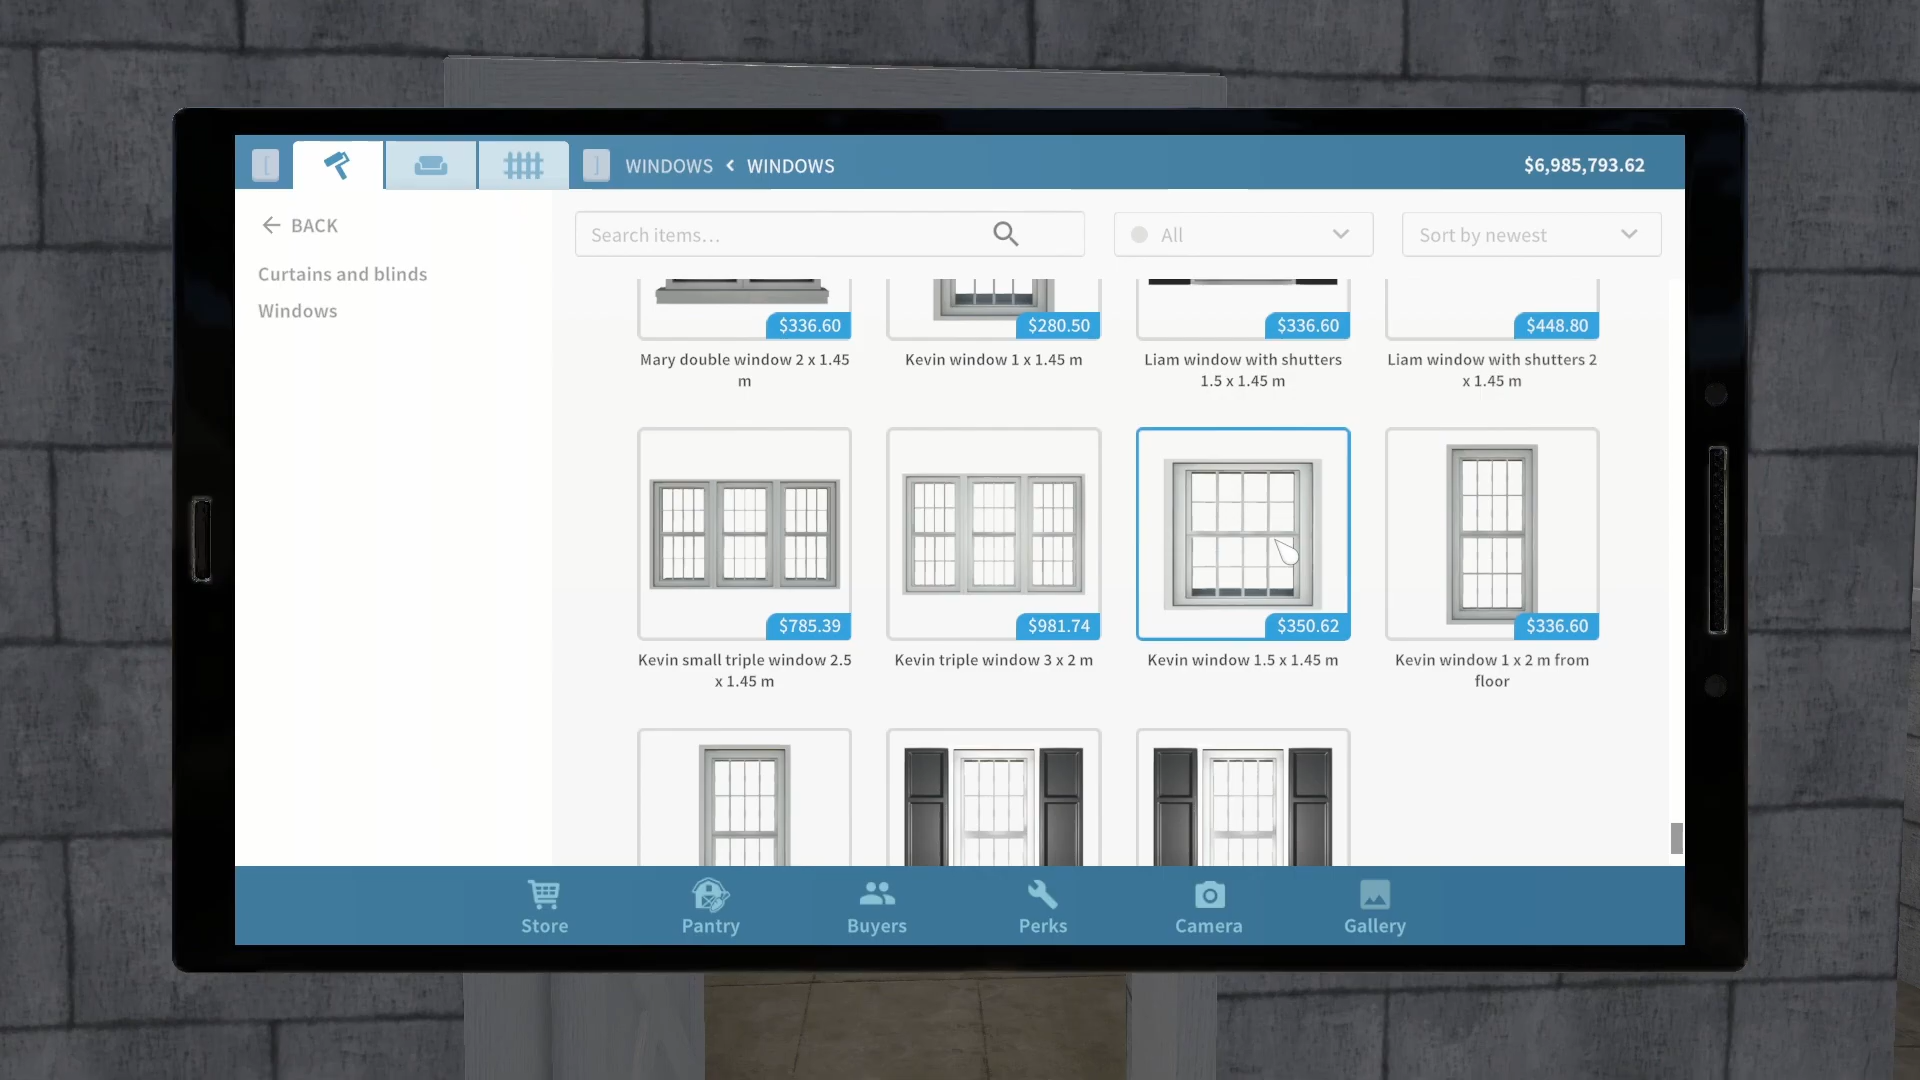 [
]
WINDOWS < WINDOWS
$6,985,793.62
BACK
Curtains and blinds
Windows
Search items...
All
Sort by newest
$336.60
$280.50
$336.60
$448.80
Mary double window 2 x 1.45
m
Kevin window 1 x 1.45 m
Liam window with shutters
1.5 x 1.45 m
Liam window with shutters 2
x 1.45 m
$785.39
$981.74
$350.62
$336.60
Kevin small triple window 2.5
x 1.45 m
Kevin triple window 3 x 2 m
Kevin window 1.5 x 1.45 m
Kevin window 1 x 2 m from
floor
Store
Pantry
Buyers
Perks
Camera
Gallery